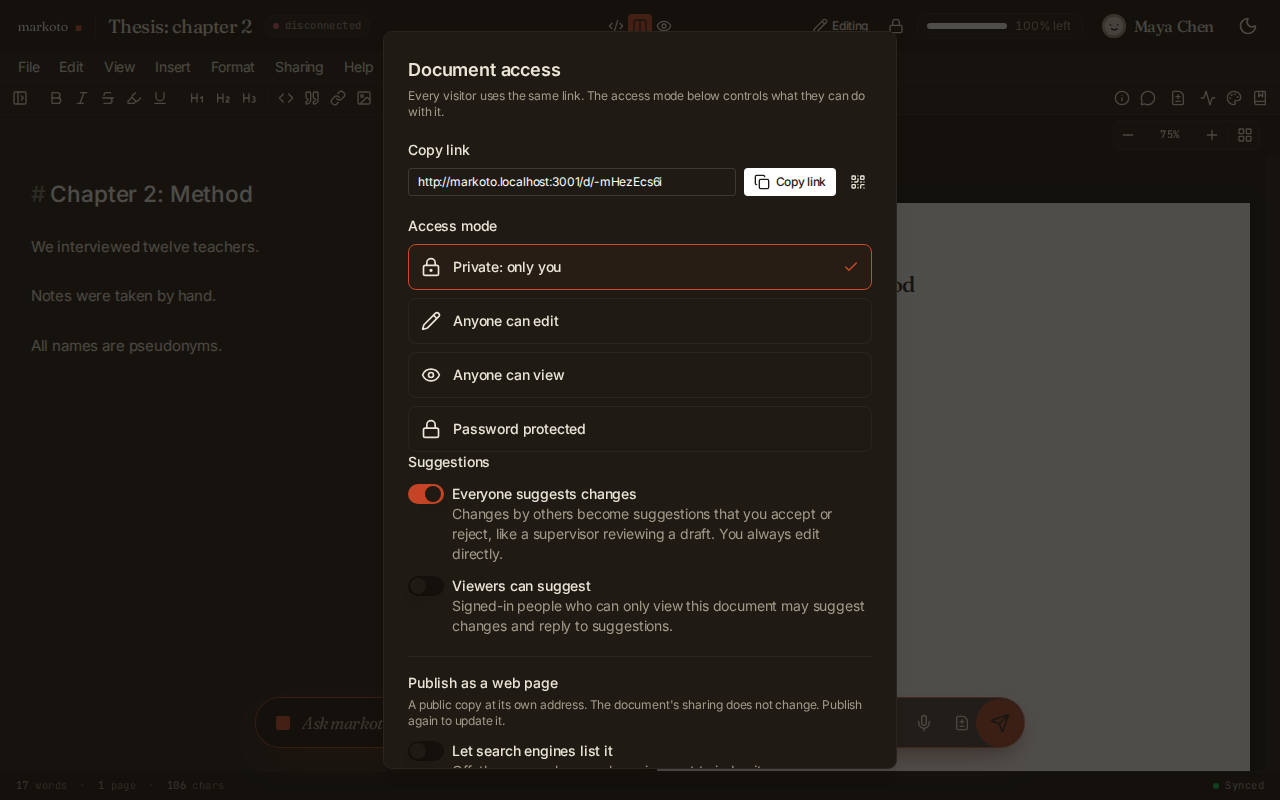 markoto
Thesis: chapter 2
disconnected
Editing
100% left
Maya Chen
File Edit View Insert Format Sharing Help
H1 H2 H3
75%
# Chapter 2: Method
We interviewed twelve teachers.
Notes were taken by hand.
All names are pseudonyms.
od
Document access
Every visitor uses the same link. The access mode below controls what they can do
with it.
Copy link
http://markoto.localhost:3001/d/-mHezEcs6i
Copy link
Access mode
Private: only you
Anyone can edit
Anyone can view
Password protected
Suggestions
Everyone suggests changes
Changes by others become suggestions that you accept or
reject, like a supervisor reviewing a draft. You always edit
directly.
Viewers can suggest
Signed-in people who can only view this document may suggest
changes and reply to suggestions.
Publish as a web page
A public copy at its own address. The document's sharing does not change. Publish
again to update it.
Let search engines list it
Ask markot
17 words · 1 page · 106 chars
Synced